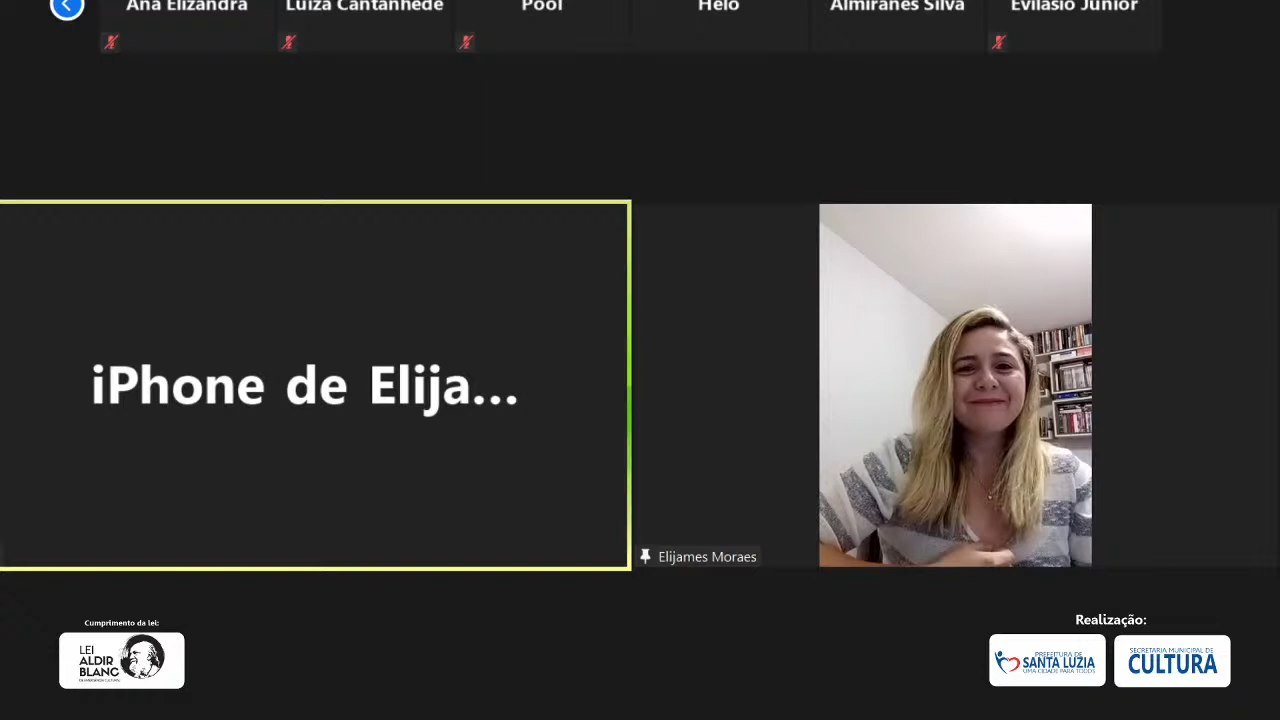 Ana Elizandra
Luiza Cantanhede
Pool
Helo
Almiranes Silva
Evilasio Junior
iPhone de Elija...
Elijames Moraes
Cumprimento da lei:
LEI
ALDIR
BLANC
Realização:
PREFEITURA DE
SANTA LUZIA
UMA CIDADE PARA TODOS
SECRETARIA MUNICIPAL DE
CULTURA